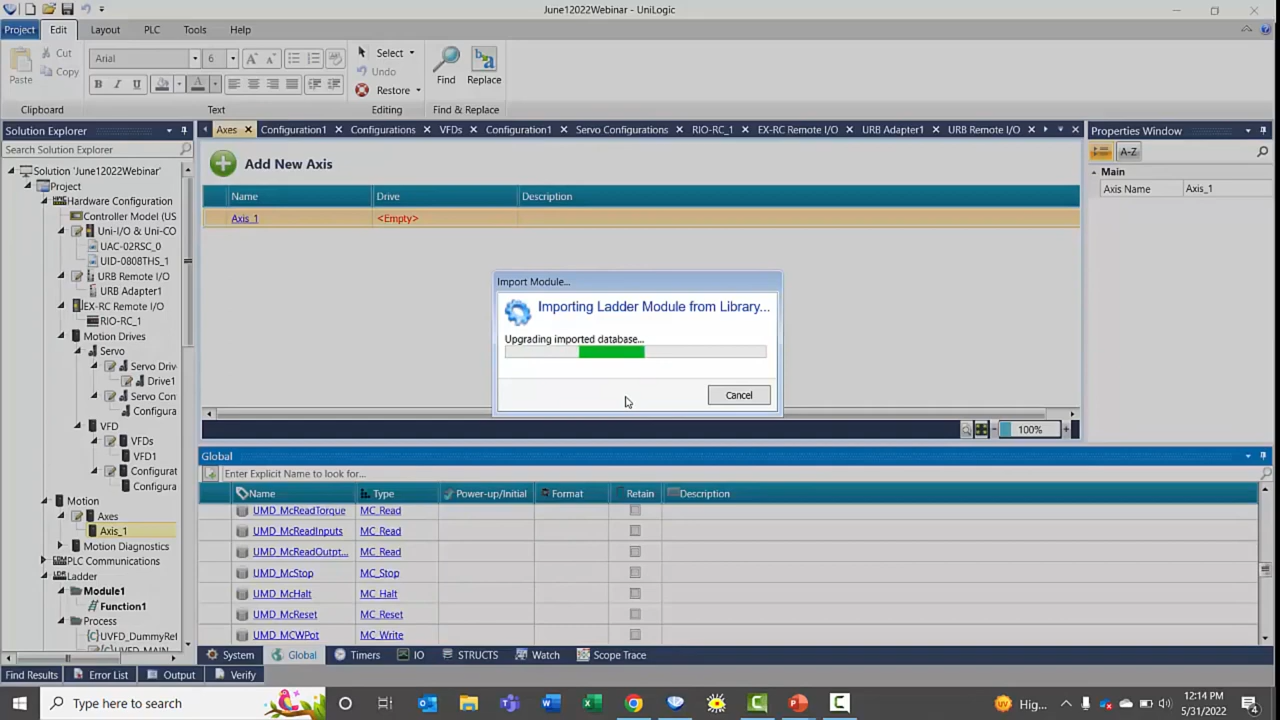 June12022Webinar - UniLogic
Project Edit Layout PLC Tools Help
Paste Cut Copy
Clipboard
Arial 6
B I U A
Text
Select
Undo
Restore
Editing
Find Replace
Find & Replace
Solution Explorer
Search Solution Explorer
Solution 'June12022Webinar'
Project
Hardware Configuration
Controller Model (US
Uni-I/O & Uni-CO
UAC-02RSC_0
UID-0808THS_1
URB Remote I/O
URB Adapter1
EX-RC Remote I/O
RIO-RC_1
Motion Drives
Servo
Servo Driv
Drive1
Servo Con
Configura
VFD
VFDs
VFD1
Configurat
Configura
Motion
Axes
Axis_1
Motion Diagnostics
PLC Communications
Ladder
Module1
Function1
Process
UVFD_DummyRef
UVFD_MAIN
Axes Configuration1 Configurations VFDs Configuration1 Servo Configurations RIO-RC_1 EX-RC Remote I/O URB Adapter1 URB Remote I/O
Add New Axis
Name Drive Description
Axis_1 <Empty>
Import Module...
Importing Ladder Module from Library...
Upgrading imported database...
Cancel
100%
Properties Window
A-Z
Main
Axis Name Axis_1
Global
Enter Explicit Name to look for...
Name Type Power-up/Initial Format Retain Description
UMD_McReadTorque MC_Read
UMD_McReadInputs MC_Read
UMD_McReadOutpt... MC_Read
UMD_McStop MC_Stop
UMD_McHalt MC_Halt
UMD_McReset MC_Reset
UMD_MCWPot MC_Write
System Global Timers IO STRUCTS Watch Scope Trace
Find Results Error List Output Verify
Type here to search
Hig...
12:14 PM
5/31/2022
4